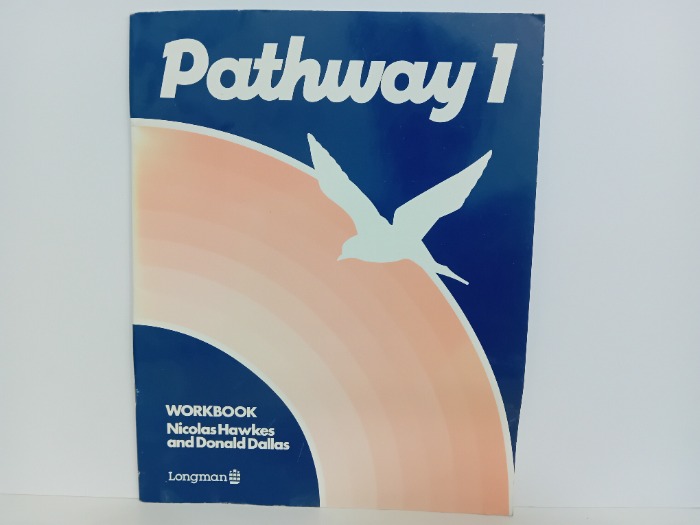 Pathway 1
WORKBOOK
Nicolas Hawkes
and Donald Dallas
Longman